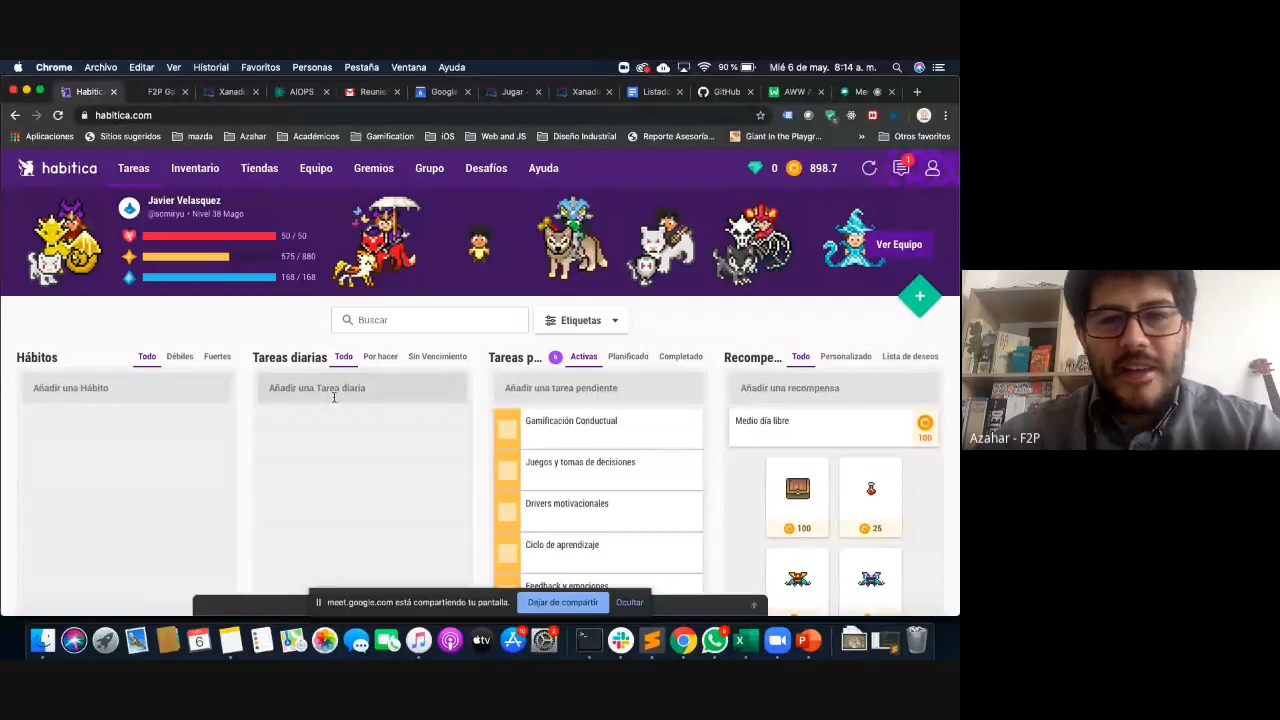 Chrome Archivo Editar Ver Historial Favoritos Personas Pestaña Ventana Ayuda 90 % Mié 6 de may. 8:14 a. m.
Habitica F2P Ga Xanadu AIOPS Reunio Google Jugar - Xanadu Listado GitHub AWW A Mee
habitica.com
Aplicaciones Sitios sugeridos mazda Azahar Académicos Gamification iOS Web and JS Diseño Industrial Reporte Asesoría... Giant In the Playgr... Otros favoritos
habitica Tareas Inventario Tiendas Equipo Gremios Grupo Desafíos Ayuda 0 898.7 1
Javier Velasquez
@somiryu • Nivel 38 Mago
50 / 50
575 / 880
168 / 168
Ver Equipo
+
Buscar Etiquetas
Hábitos Todo Débiles Fuertes
Tareas diarias Todo Por hacer Sin Vencimiento
Tareas p... 6 Activas Planificado Completado
Recompe... Todo Personalizado Lista de deseos
Añadir una Hábito
Añadir una Tarea diaria
Añadir una tarea pendiente
Añadir una recompensa
Gamificación Conductual
Juegos y tomas de decisiones
Drivers motivacionales
Ciclo de aprendizaje
Feedback y emociones
Medio día libre
100
100
25
meet.google.com está compartiendo tu pantalla. Dejar de compartir Ocultar
tv
Azahar - F2P